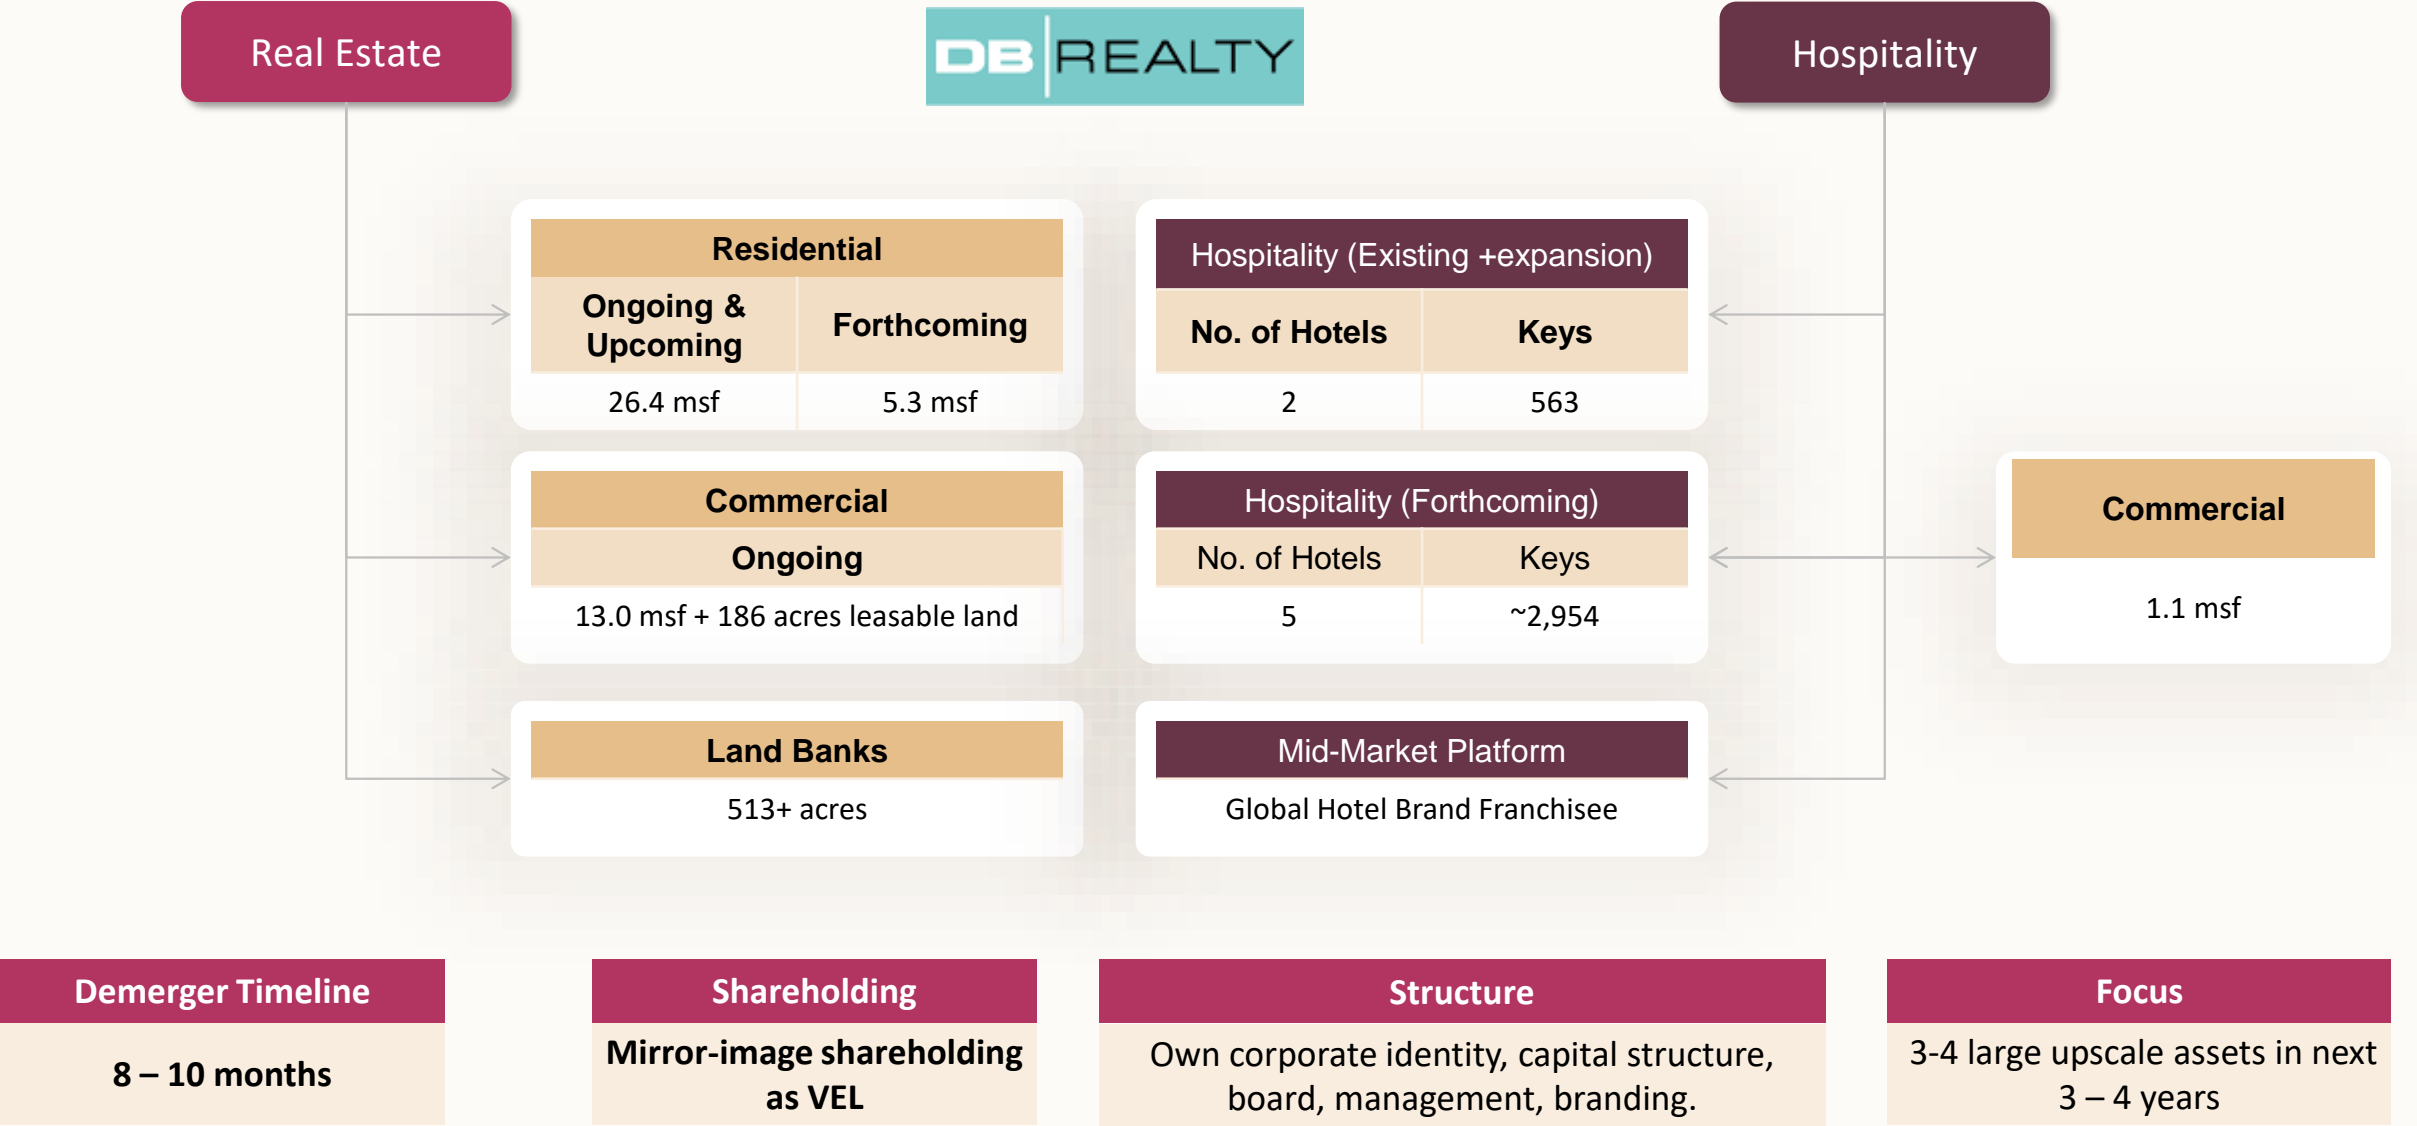 Real Estate
DB REALTY
Hospitality
Residential
Ongoing &
Upcoming
Forthcoming
26.4 msf
5.3 msf
Hospitality (Existing +expansion)
No. of Hotels
Keys
2
563
Commercial
Ongoing
13.0 msf + 186 acres leasable land
Hospitality (Forthcoming)
No. of Hotels
Keys
5
~2,954
Commercial
1.1 msf
Land Banks
513+ acres
Mid-Market Platform
Global Hotel Brand Franchisee
Demerger Timeline
8 – 10 months
Shareholding
Mirror-image shareholding
as VEL
Structure
Own corporate identity, capital structure,
board, management, branding.
Focus
3-4 large upscale assets in next
3 – 4 years